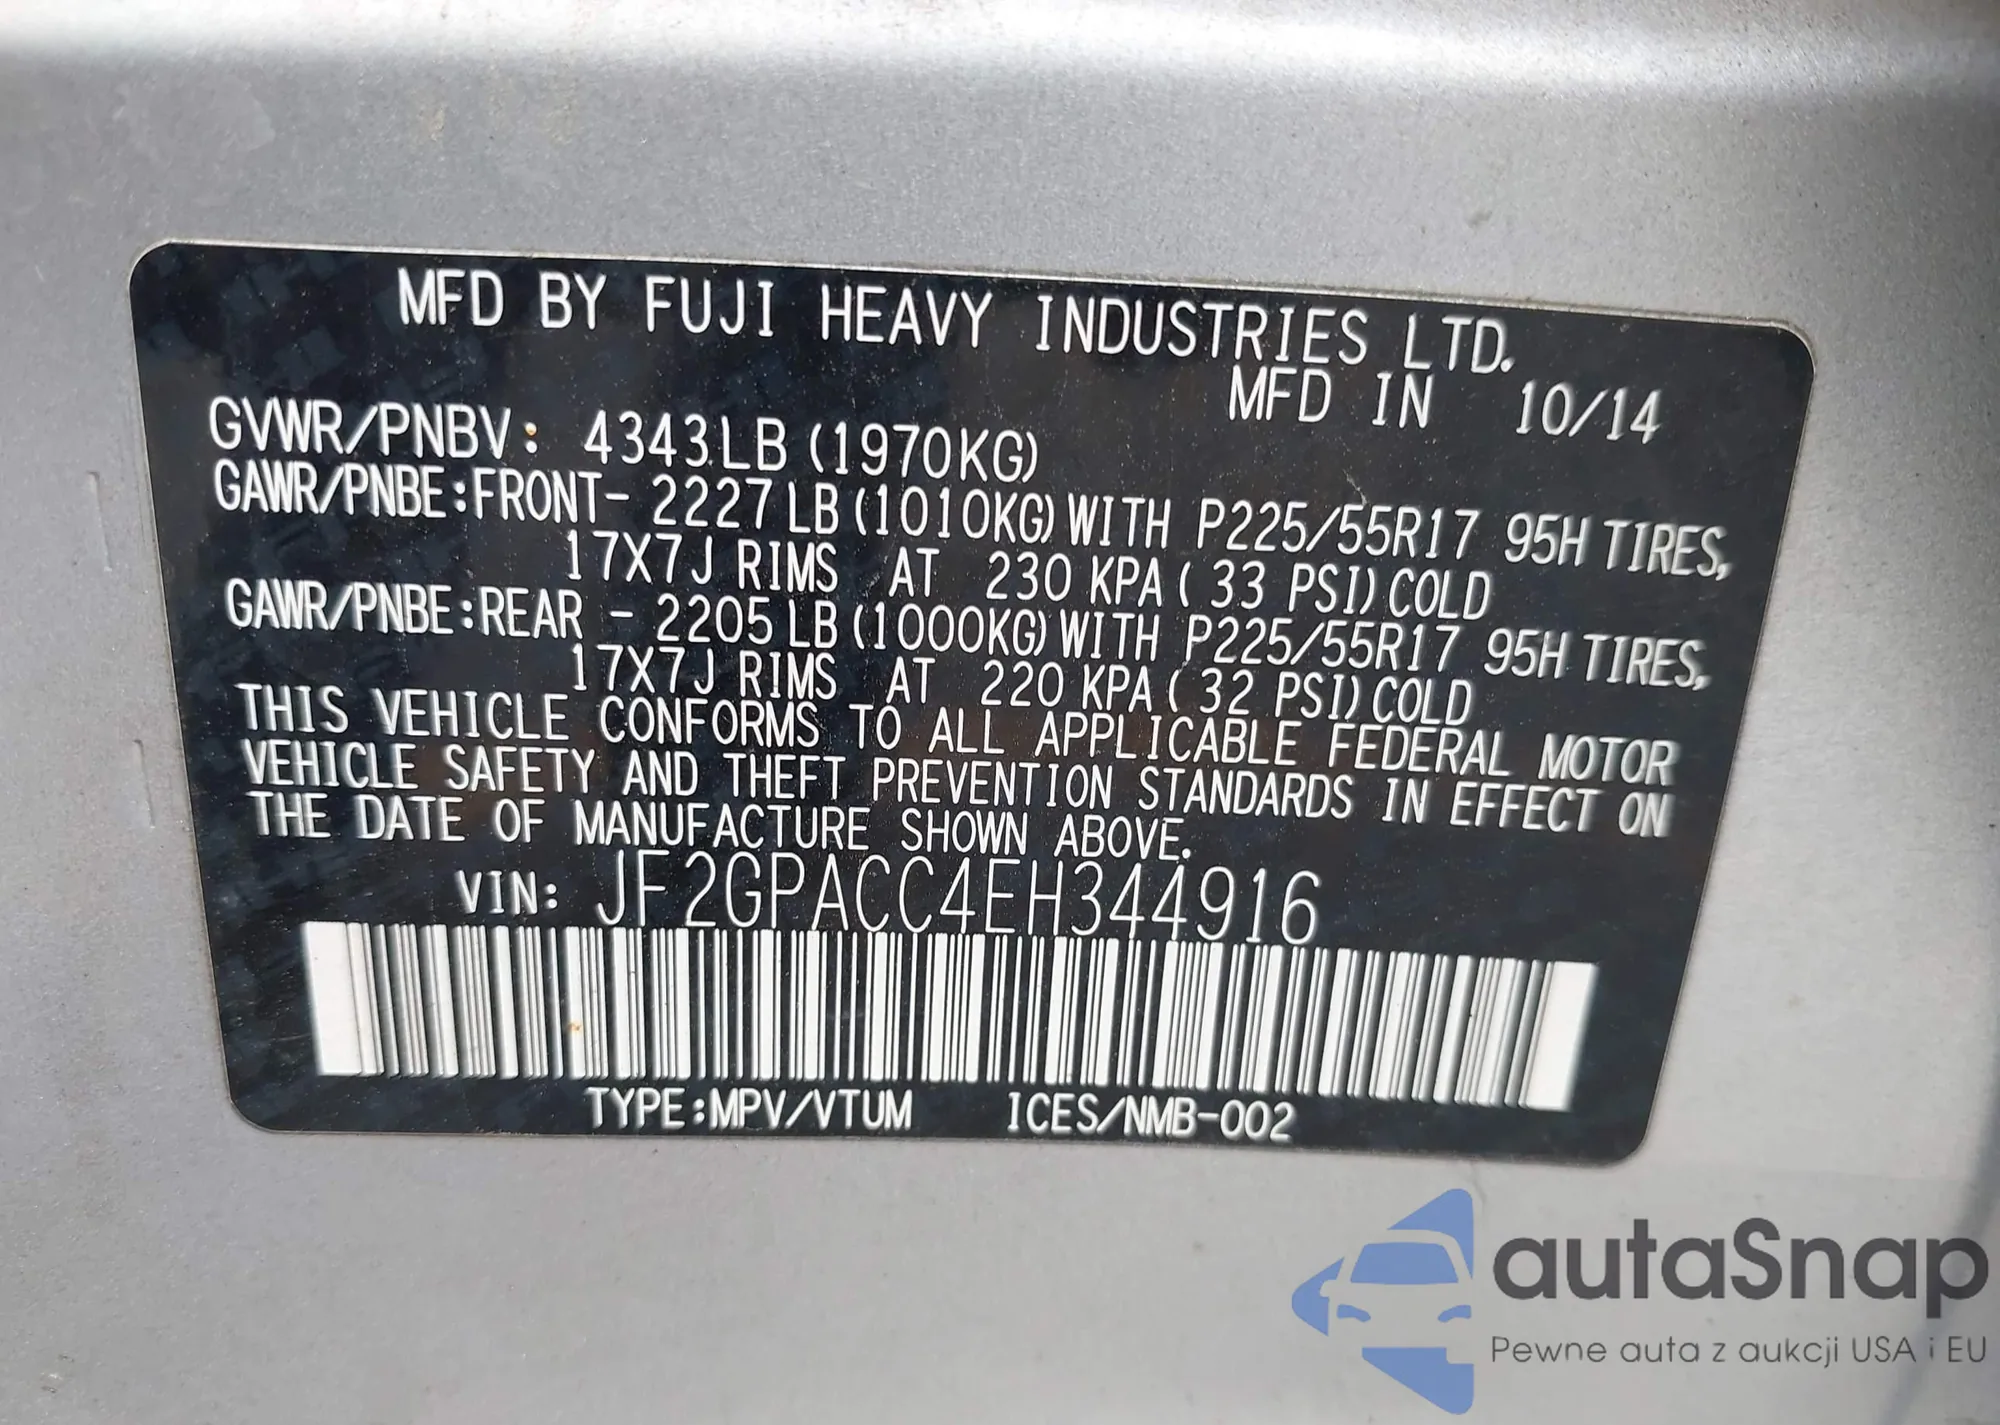 MFD BY FUJI HEAVY INDUSTRIES LTD.
MFD IN 10/14
GVWR/PNBV: 4343LB (1970KG)
GAWR/PNBE:FRONT- 2227LB (1010KG) WITH P225/55R17 95H TIRES,
17X7J RIMS AT 230 KPA ( 33 PSI) COLD
GAWR/PNBE:REAR - 2205LB (1000KG) WITH P225/55R17 95H TIRES,
17X7J RIMS AT 220 KPA ( 32 PSI) COLD
THIS VEHICLE CONFORMS TO ALL APPLICABLE FEDERAL MOTOR
VEHICLE SAFETY AND THEFT PREVENTION STANDARDS IN EFFECT ON
THE DATE OF MANUFACTURE SHOWN ABOVE.
VIN: JF2GPACC4EH344916
TYPE:MPV/VTUM ICES/NMB-002
autaSnap
Pewne auta z aukcji USA i EU